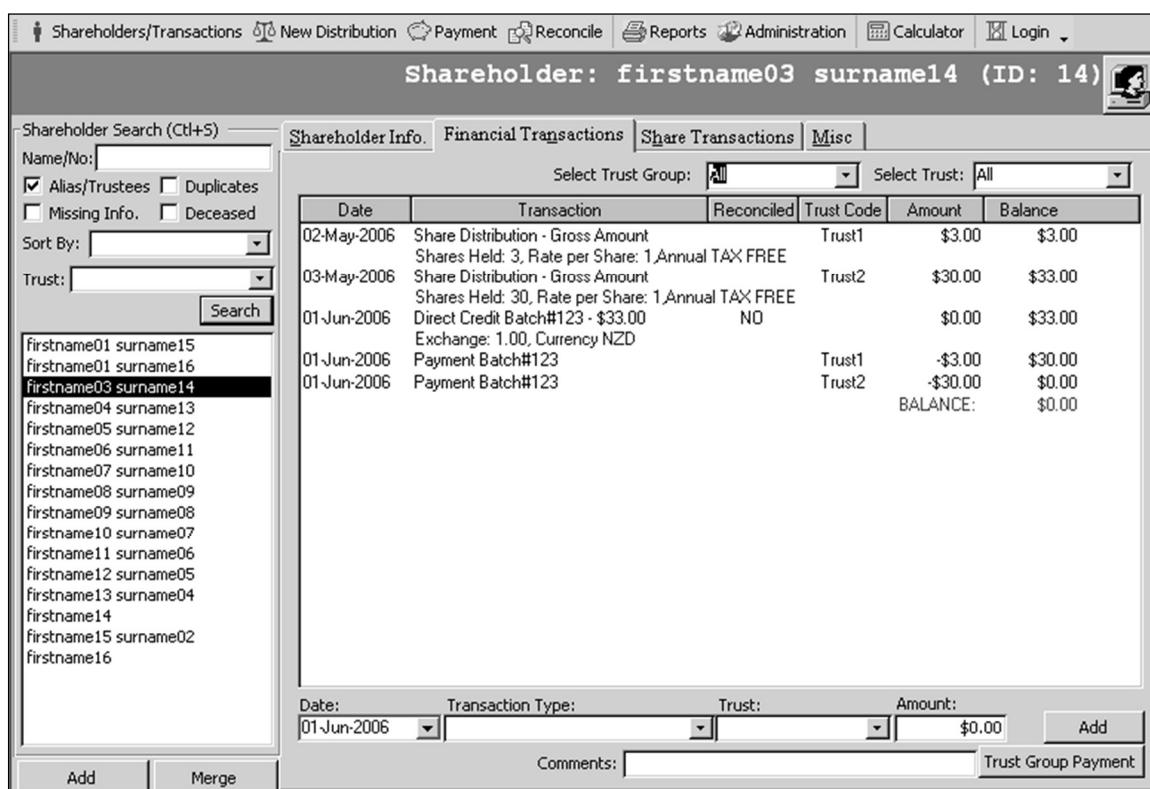 Shareholders/Transactions New Distribution Payment Reconcile Reports Administration Calculator Login
Shareholder: firstname03 surname14 (ID: 14)
Shareholder Search (Ctl+S)
Name/No:
Alias/Trustees Duplicates
Missing Info. Deceased
Sort By:
Trust:
Search
firstname01 surname15
firstname01 surname16
firstname03 surname14
firstname04 surname13
firstname05 surname12
firstname06 surname11
firstname07 surname10
firstname08 surname09
firstname09 surname08
firstname10 surname07
firstname11 surname06
firstname12 surname05
firstname13 surname04
firstname14
firstname15 surname02
firstname16
Add Merge
Shareholder Info. Financial Transactions Share Transactions Misc
Select Trust Group: All Select Trust: All
Date Transaction Reconciled Trust Code Amount Balance
02-May-2006 Share Distribution - Gross Amount Trust1 $3.00 $3.00
Shares Held: 3, Rate per Share: 1,Annual TAX FREE
03-May-2006 Share Distribution - Gross Amount Trust2 $30.00 $33.00
Shares Held: 30, Rate per Share: 1,Annual TAX FREE
01-Jun-2006 Direct Credit Batch#123 - $33.00 NO $0.00 $33.00
Exchange: 1.00, Currency NZD
01-Jun-2006 Payment Batch#123 Trust1 -$3.00 $30.00
01-Jun-2006 Payment Batch#123 Trust2 -$30.00 $0.00
BALANCE: $0.00
Date: Transaction Type: Trust: Amount:
01-Jun-2006 $0.00 Add
Comments: Trust Group Payment